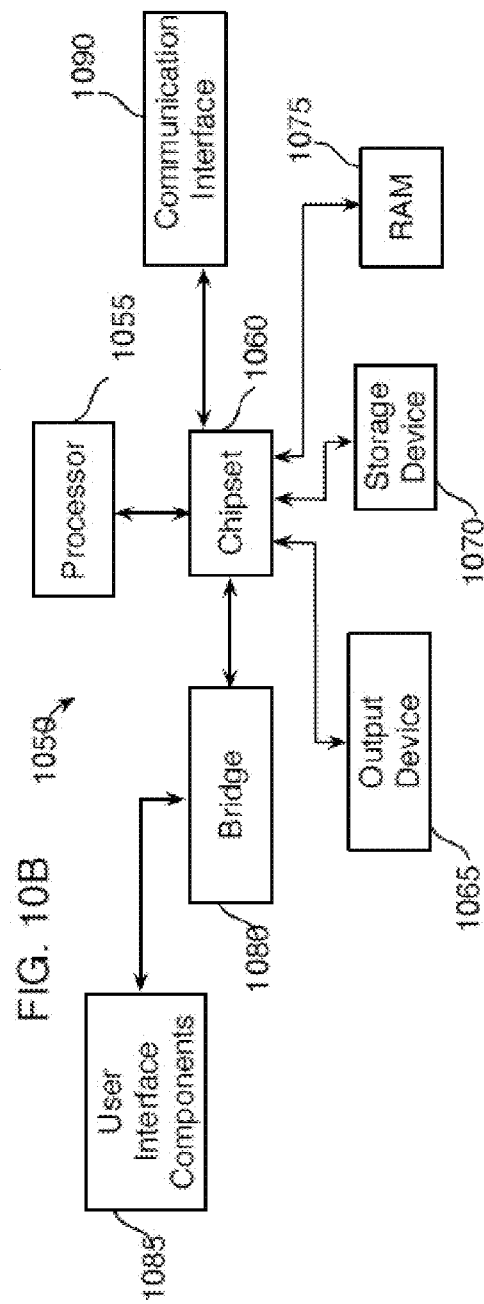 FIG. 10B
1050
1055
Processor
1090
Communication
Interface
1085
User
Interface
Components
1080
Bridge
1060
Chipset
1065
Output
Device
1070
Storage
Device
1075
RAM